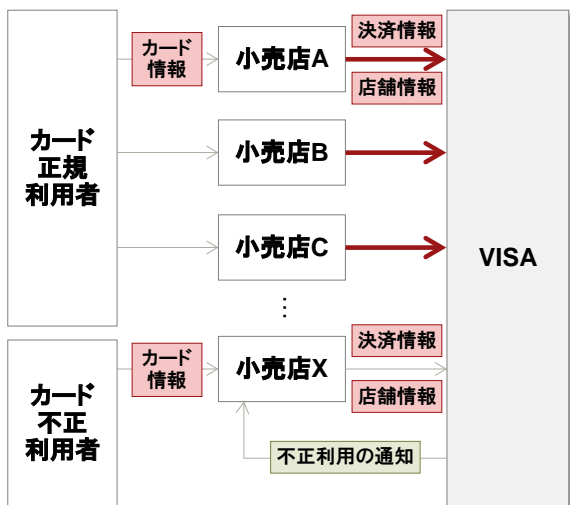 カード
正規
利用者
カード
情報
小売店A
決済情報
店舗情報
小売店B
小売店C
…
VISA
カード
不正
利用者
カード
情報
小売店X
決済情報
店舗情報
不正利用の通知